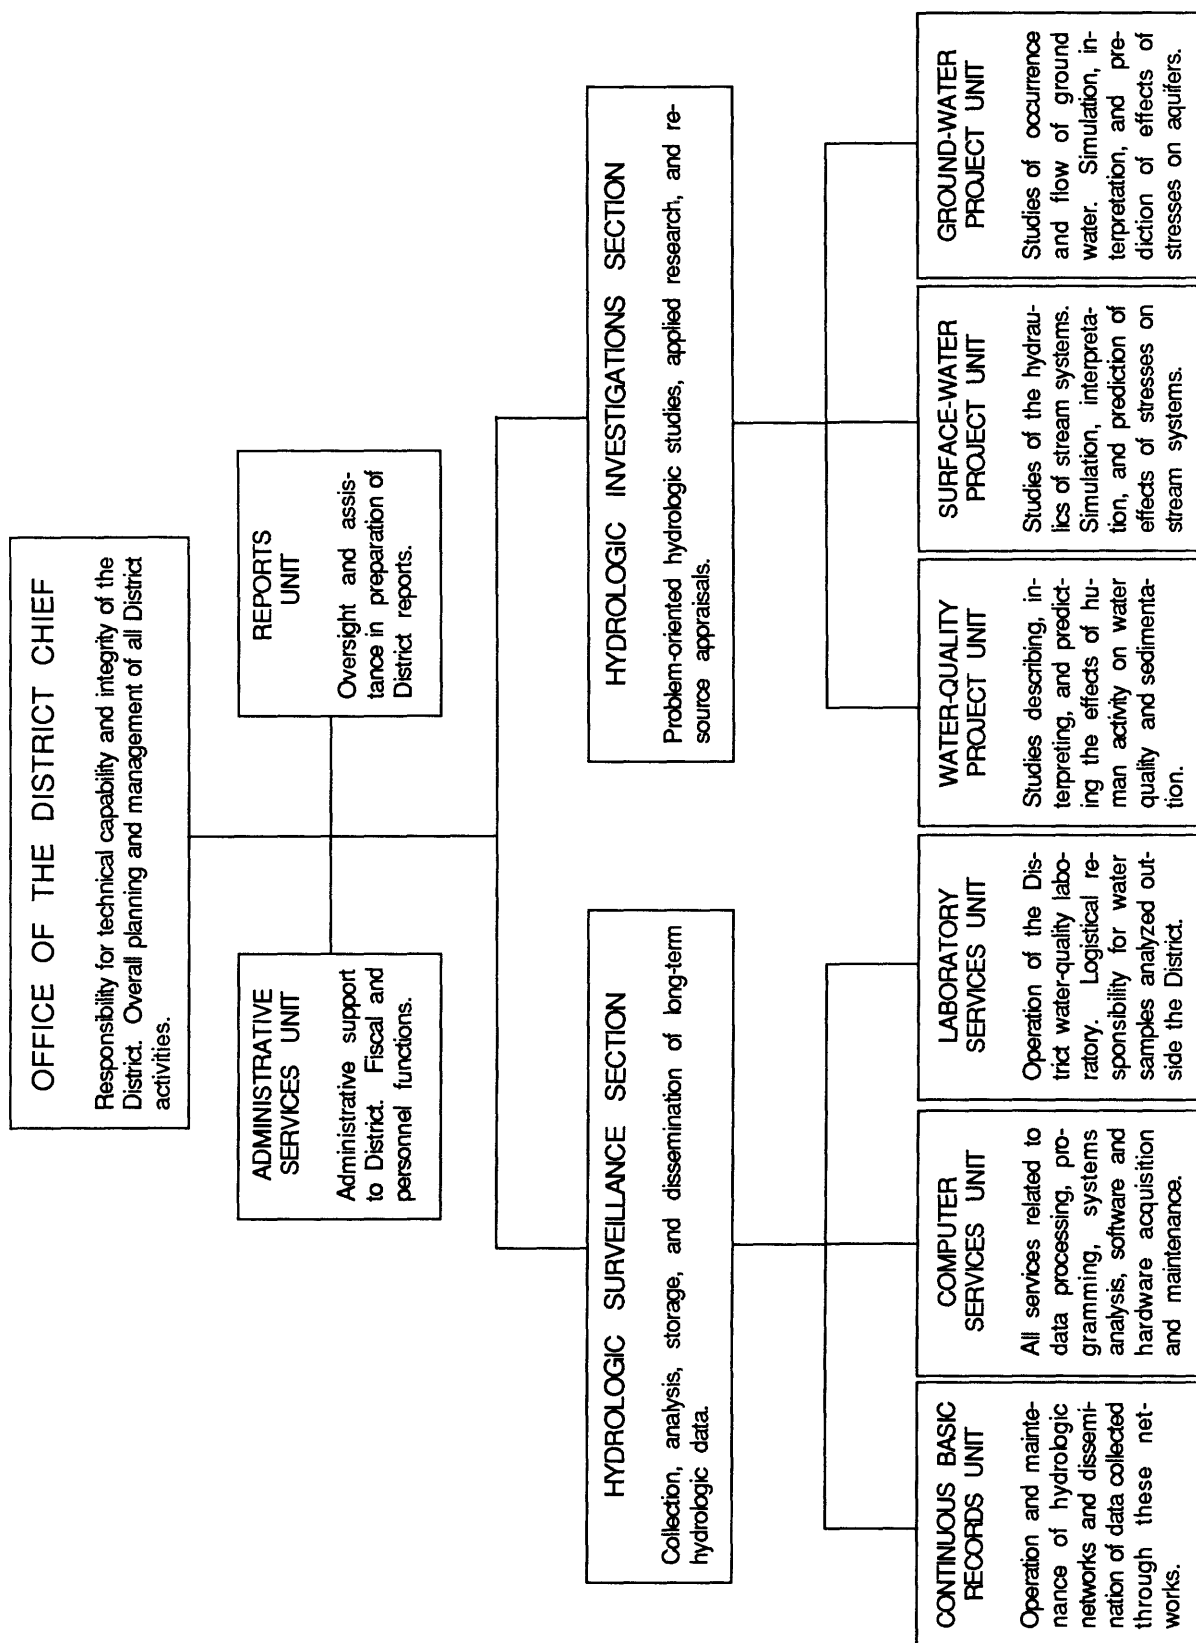 OFFICE OF THE DISTRICT CHIEF
Responsibility for technical capability and integrity of the
District. Overall planning and management of all District
activities.
ADMINISTRATIVE
SERVICES UNIT
Administrative support
to District. Fiscal and
personnel functions.
REPORTS
UNIT
Oversight and assis-
tance in preparation of
District reports.
HYDROLOGIC SURVEILLANCE SECTION
Collection, analysis, storage, and dissemination of long-term
hydrologic data.
HYDROLOGIC INVESTIGATIONS SECTION
Problem-oriented hydrologic studies, applied research, and re-
source appraisals.
CONTINUOUS BASIC
RECORDS UNIT
Operation and mainte-
nance of hydrologic
networks and dissemi-
nation of data collected
through these net-
works.
COMPUTER
SERVICES UNIT
All services related to
data processing, pro-
gramming, systems
analysis, software and
hardware acquisition
and maintenance.
LABORATORY
SERVICES UNIT
Operation of the Dis-
trict water-quality labo-
ratory. Logistical re-
sponsibility for water
samples analyzed out-
side the District.
WATER-QUALITY
PROJECT UNIT
Studies describing, in-
terpreting, and predict-
ing the effects of hu-
man activity on water
quality and sedimenta-
tion.
SURFACE-WATER
PROJECT UNIT
Studies of the hydrau-
lics of stream systems.
Simulation, interpreta-
tion, and prediction of
effects of stresses on
stream systems.
GROUND-WATER
PROJECT UNIT
Studies of occurrence
and flow of ground
water. Simulation, in-
terpretation, and pre-
diction of effects of
stresses on aquifers.